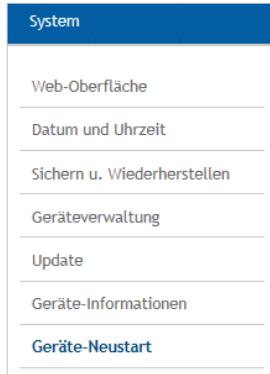 System
Web-Oberfläche
Datum und Uhrzeit
Sichern u. Wiederherstellen
Geräteverwaltung
Update
Geräte-Informationen
Geräte-Neustart